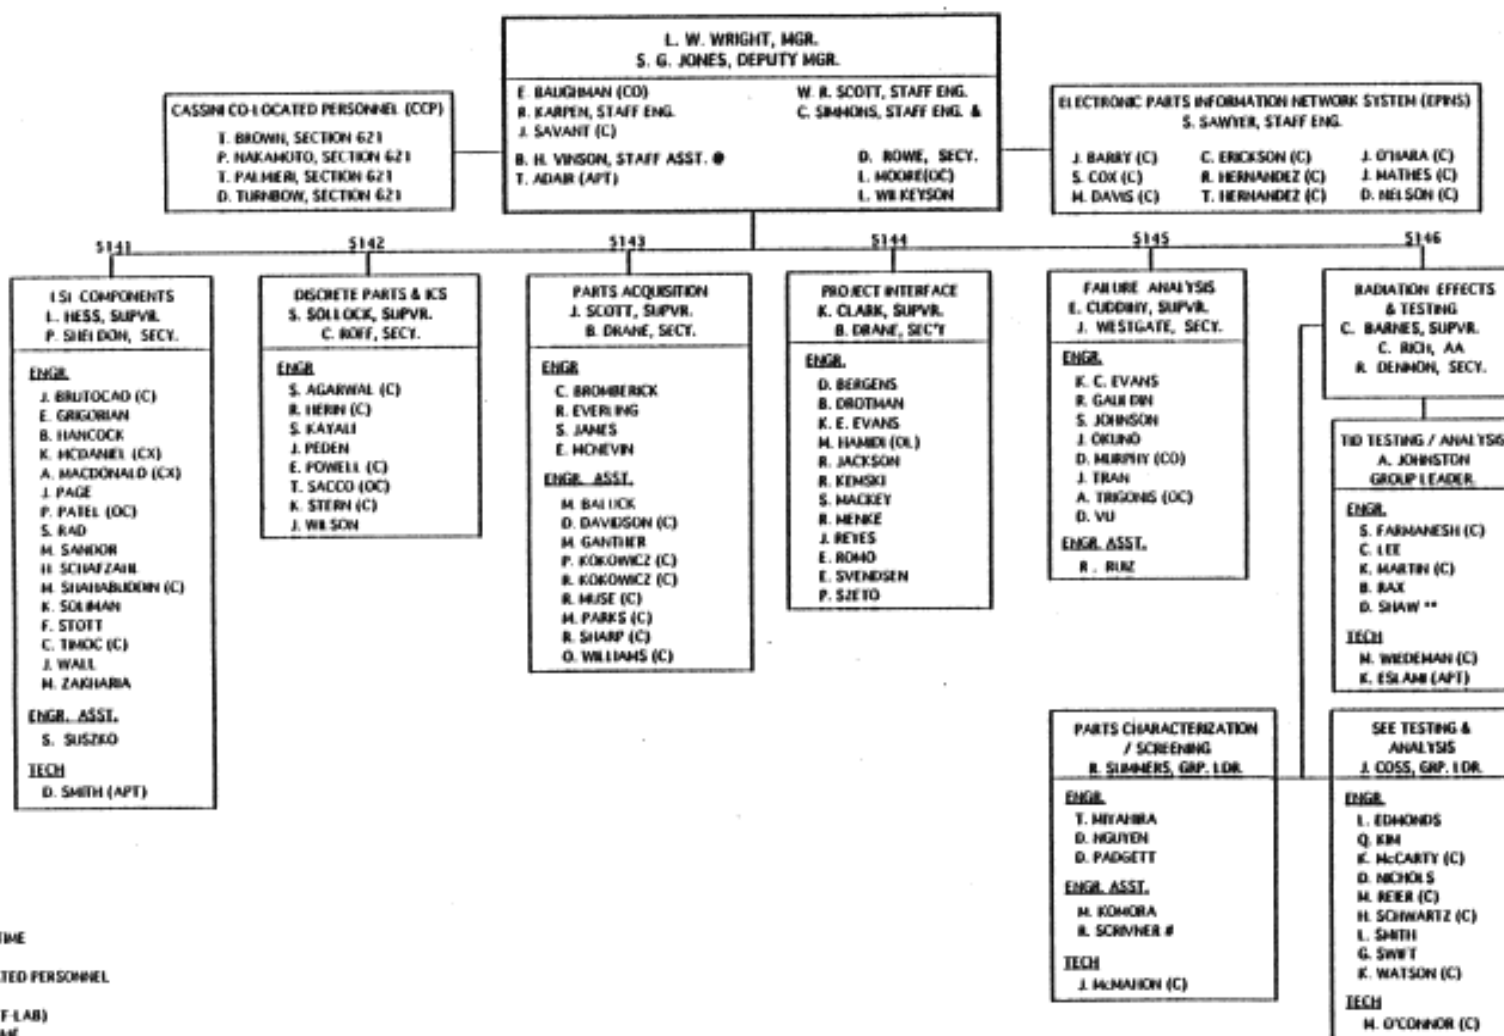 L. W. WRIGHT, MGR.
S. G. JONES, DEPUTY MGR.
E. BAUGHMAN (CO)
R. KARPEN, STAFF ENG.
J. SAVANT (C)
B. H. VINSON, STAFF ASST. @
T. ADAIR (APT)
W. R. SCOTT, STAFF ENG.
C. SIMMONS, STAFF ENG. &
D. ROWE, SECY.
L. MOORE(OC)
L. WILKEYSON
CASSINI CO-LOCATED PERSONNEL (CCP)
T. BROWN, SECTION 621
P. NAKAMOTO, SECTION 621
T. PALMIERI, SECTION 621
D. TURNBOW, SECTION 621
ELECTRONIC PARTS INFORMATION NETWORK SYSTEM (EPINS)
S. SAWYER, STAFF ENG.
J. BARRY (C)
S. COX (C)
M. DAVIS (C)
C. ERICKSON (C)
R. HERNANDEZ (C)
T. HERNANDEZ (C)
J. O'HARA (C)
J. MATHES (C)
D. NELSON (C)
5141
LSI COMPONENTS
L. HESS, SUPVR.
P. SHELDON, SECY.
ENGR.
J. BRUTOCAO (C)
E. GRIGORIAN
B. HANCOCK
K. MCDANIEL (CX)
A. MACDONALD (CX)
J. PAGE
P. PATEL (OC)
S. RAD
M. SANDOR
H. SCHAFZAHL
M. SHAHABUDDIN (C)
K. SOLIMAN
F. STOTT
C. TIMOC (C)
J. WALL
M. ZAKHARIA
ENGR. ASST.
S. SUSZKO
TECH
D. SMITH (APT)
5142
DISCRETE PARTS & ICS
S. SOLLOCK, SUPVR.
C. ROFF, SECY.
ENGR
S. AGARWAL (C)
R. HERIN (C)
S. KAYALI
J. PEDEN
E. POWELL (C)
T. SACCO (OC)
K. STERN (C)
J. WILSON
5143
PARTS ACQUISITION
J. SCOTT, SUPVR.
B. DRANE, SECY.
ENGR
C. BROMBERICK
R. EVERLING
S. JAMES
E. MCNEVIN
ENGR. ASST.
M. BALUCK
D. DAVIDSON (C)
M. GANTHER
P. KOKOWICZ (C)
R. KOKOWICZ (C)
R. MUSE (C)
M. PARKS (C)
R. SHARP (C)
O. WILLIAMS (C)
5144
PROJECT INTERFACE
K. CLARK, SUPVR.
B. DRANE, SEC'Y
ENGR.
D. BERGENS
B. DROTMAN
K. E. EVANS
M. HAMIDI (OL)
R. JACKSON
R. KEMSKI
S. MACKEY
R. MENKE
J. REYES
E. ROMO
E. SVENDSEN
P. SZETO
5145
FAILURE ANALYSIS
E. CUDDIHY, SUPVR.
J. WESTGATE, SECY.
ENGR.
K. C. EVANS
R. GAULDIN
S. JOHNSON
J. OKUNO
D. MURPHY (CO)
J. TRAN
A. TRIGONIS (OC)
D. VU
ENGR. ASST.
R. RUIZ
5146
RADIATION EFFECTS
& TESTING
C. BARNES, SUPVR.
C. RICH, AA
R. DENMON, SECY.
TID TESTING / ANALYSIS
A. JOHNSTON
GROUP LEADER
ENGR.
S. FARMANESH (C)
C. LEE
K. MARTIN (C)
B. RAX
D. SHAW **
TECH
M. WIEDEMAN (C)
K. ESLAMI (APT)
PARTS CHARACTERIZATION
/ SCREENING
R. SUMMERS, GRP. LDR.
ENGR.
T. MIYAHIRA
D. NGUYEN
D. PADGETT
ENGR. ASST.
M. KOMORA
R. SCRIVNER #
TECH
J. McMAHON (C)
SEE TESTING &
ANALYSIS
J. COSS, GRP. LDR.
ENGR.
L. EDMONDS
Q. KIM
K. McCARTY (C)
D. NICHOLS
M. REIER (C)
H. SCHWARTZ (C)
L. SMITH
G. SWIFT
K. WATSON (C)
TECH
M. O'CONNOR (C)
TIME
TED PERSONNEL
F-LAB)